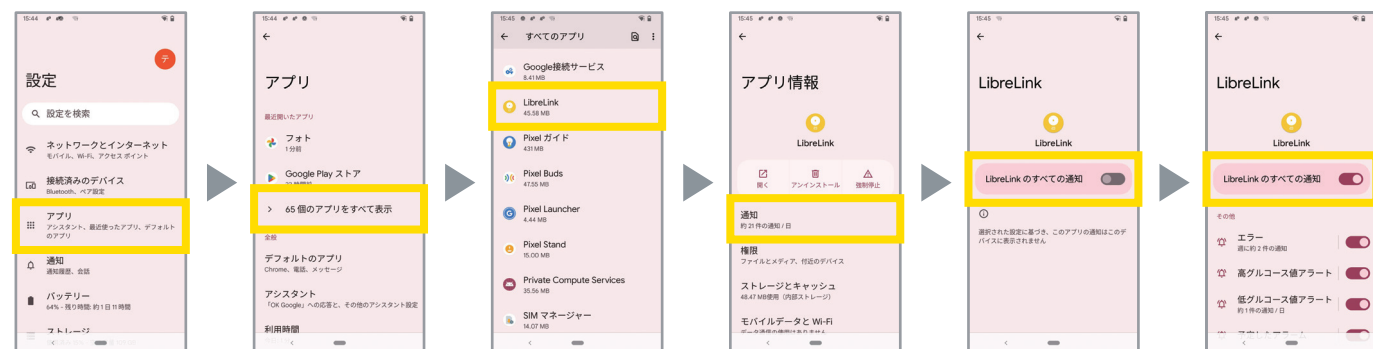 15:44
テ
設定
設定を検索
ネットワークとインターネット
モバイル、Wi-Fi、アクセス ポイント
接続済みのデバイス
Bluetooth、ペア設定
アプリ
アシスタント、最近使ったアプリ、デフォルト
のアプリ
通知
通知履歴、会話
バッテリー
64% - 残り時間: 約 1 日 11 時間
ストレージ
15:44
アプリ
最近開いたアプリ
フォト
1 分前
Google Play ストア
65 個のアプリをすべて表示
全般
デフォルトのアプリ
Chrome、電話、メッセージ
アシスタント
「OK Google」への応答と、その他のアシスタント設定
利用時間
15:45
すべてのアプリ
Google接続サービス
8.41 MB
LibreLink
45.58 MB
Pixel ガイド
431 MB
Pixel Buds
47.55 MB
Pixel Launcher
4.44 MB
Pixel Stand
15.00 MB
Private Compute Services
35.56 MB
SIM マネージャー
14.07 MB
15:45
アプリ情報
LibreLink
開く アンインストール 強制停止
通知
約 21 件の通知 / 日
権限
ファイルとメディア、付近のデバイス
ストレージとキャッシュ
48.47 MB使用（内部ストレージ）
モバイルデータと Wi-Fi
データ通信の使用はありません
15:45
LibreLink
LibreLink
LibreLink のすべての通知
選択された設定に基づき、このアプリの通知はこのデ
バイスに表示されません
15:45
LibreLink
LibreLink
LibreLink のすべての通知
その他
エラー
週に約 2 件の通知
高グルコース値アラート
低グルコース値アラート
約 1 件の通知 / 日